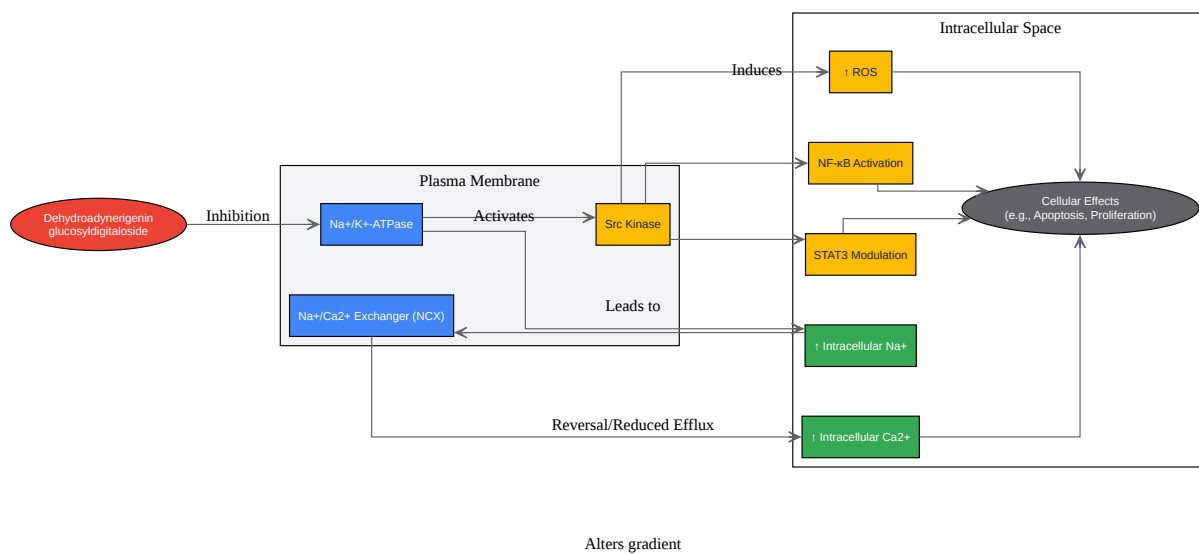 Intracellular Space
Induces
↑ ROS
Plasma Membrane
NF-κB Activation
Dehydroadynerigenin
glucosyldigitaloside
Inhibition
Na+/K+-ATPase
Activates
Src Kinase
Cellular Effects
(e.g., Apoptosis, Proliferation)
STAT3 Modulation
Na+/Ca2+ Exchanger (NCX)
Leads to
↑ Intracellular Na+
Reversal/Reduced Efflux
↑ Intracellular Ca2+
Alters gradient